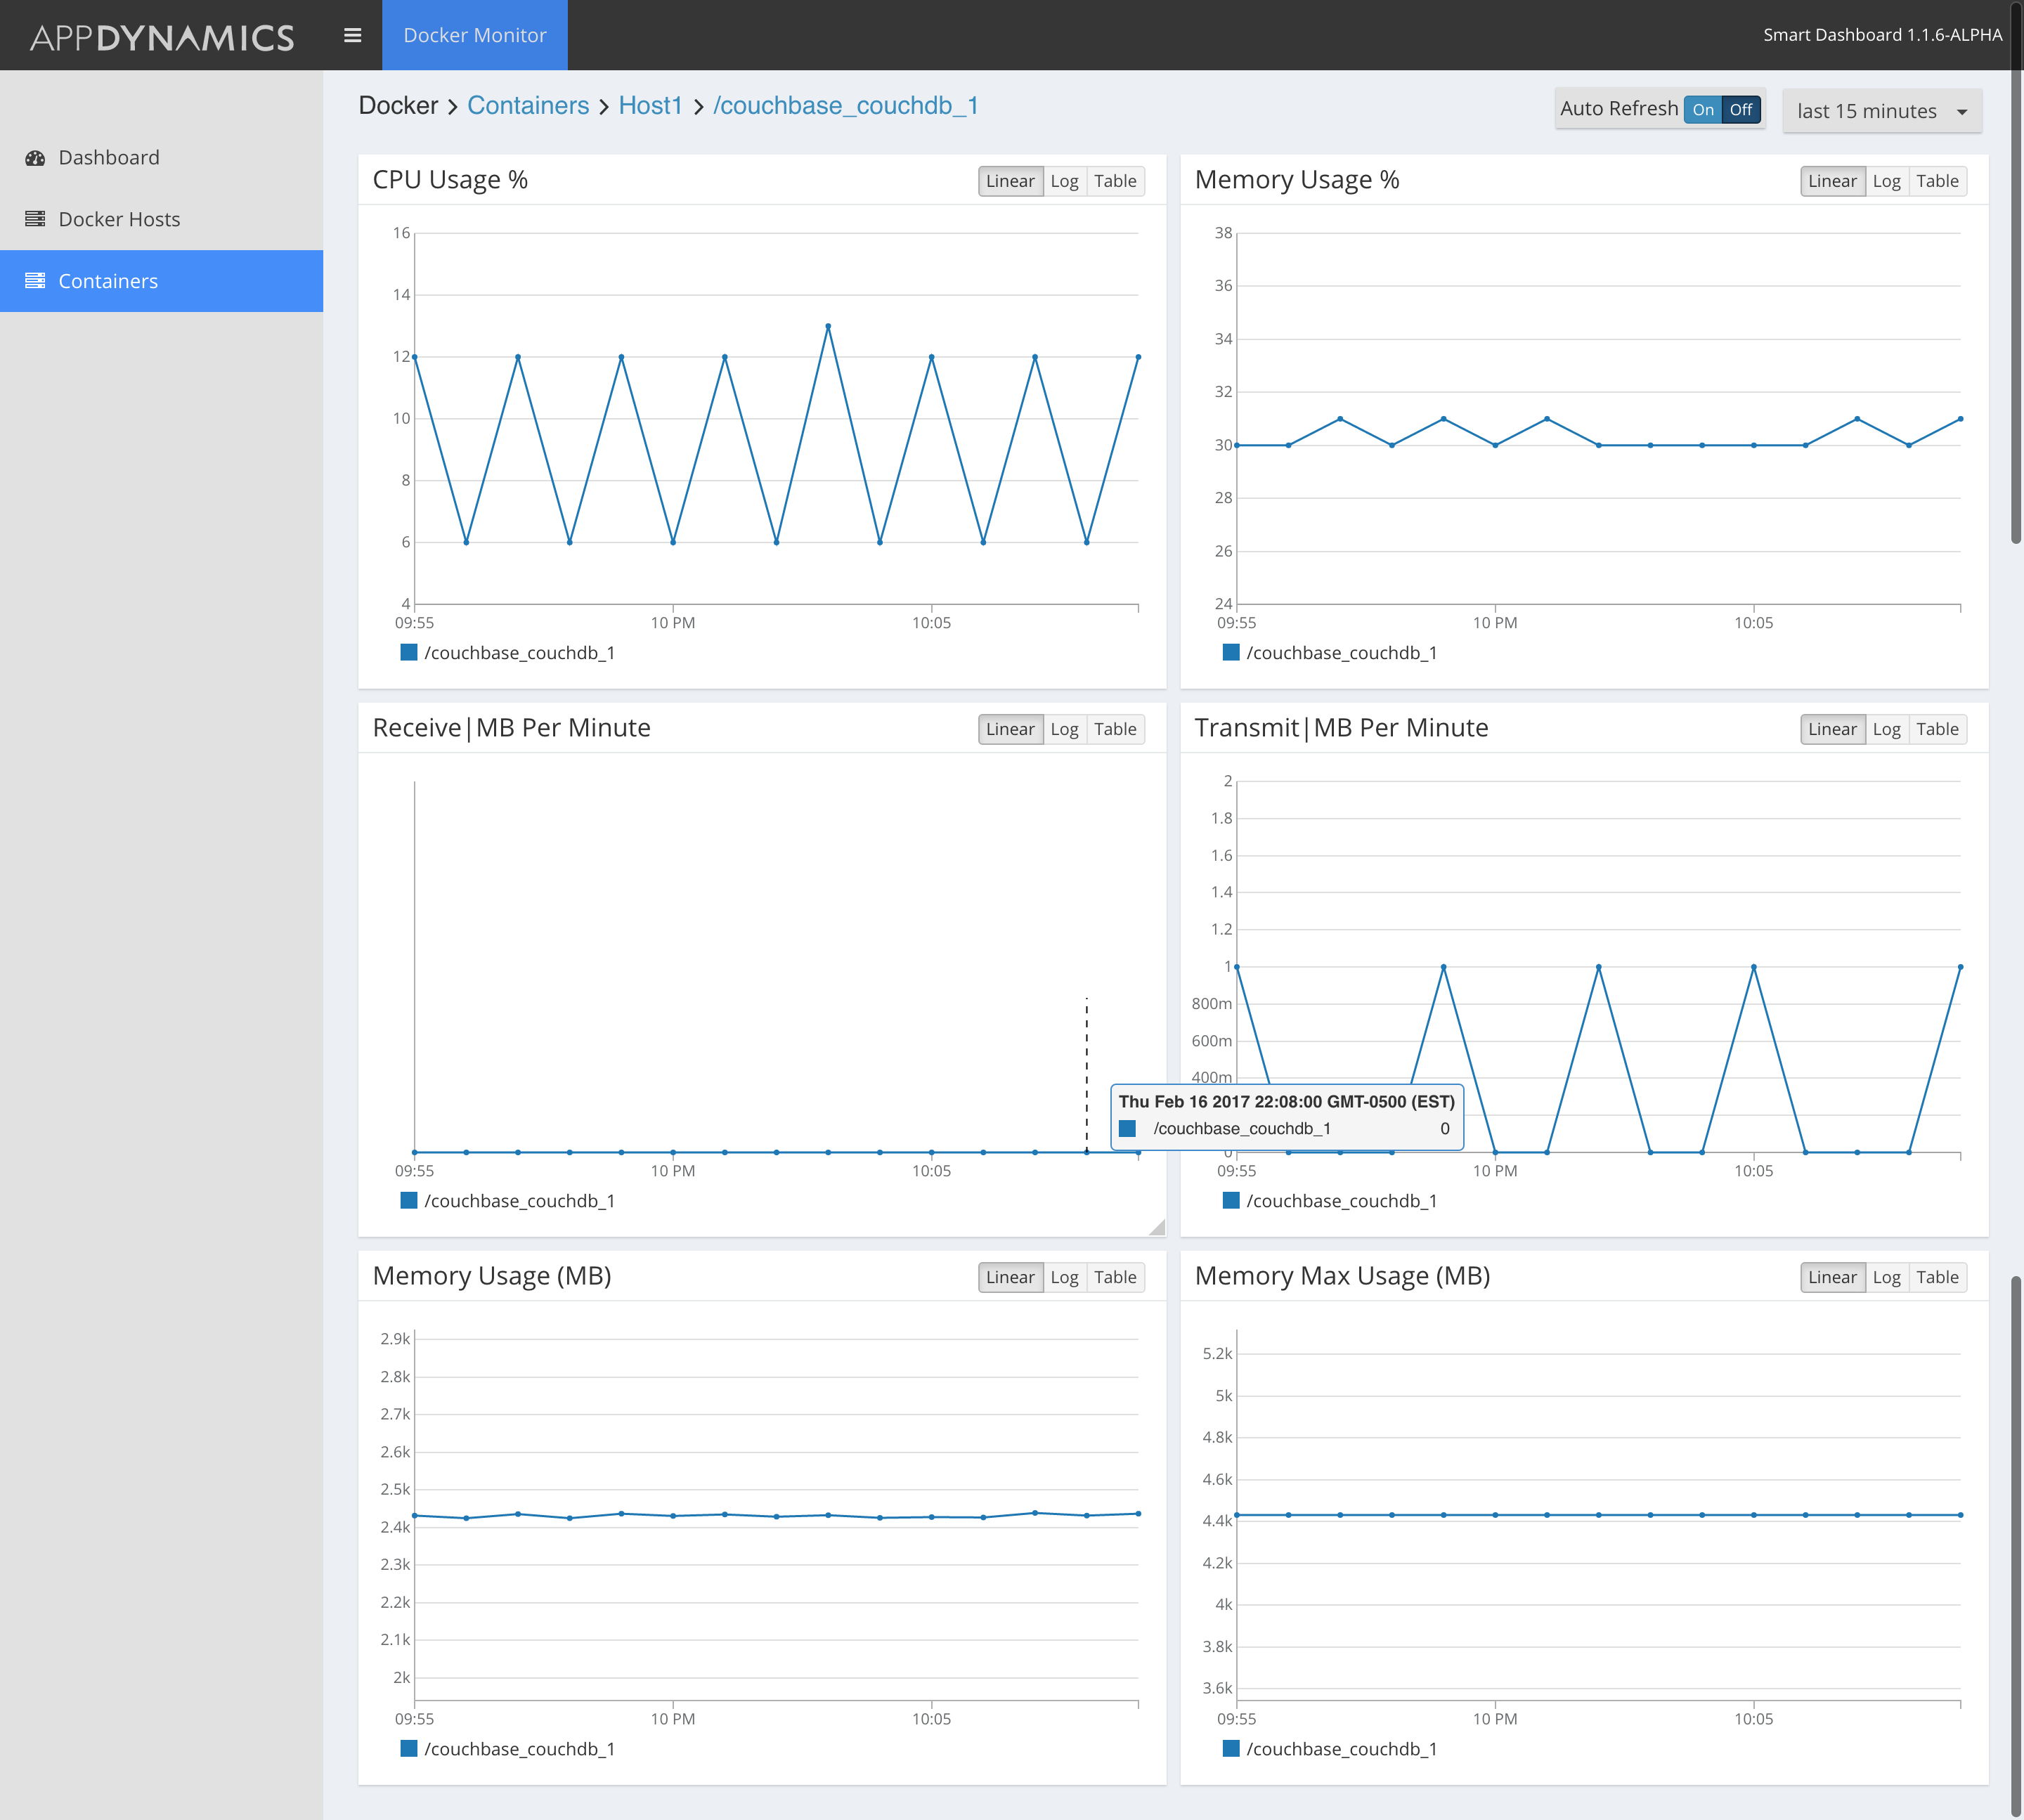 APPDYNAMICS
Docker Monitor
Smart Dashboard 1.1.6-ALPHA
Dashboard
Docker Hosts
Containers
Docker > Containers > Host1 > /couchbase_couchdb_1
Auto Refresh On Off
last 15 minutes
CPU Usage %
Linear Log Table
16
14
12
10
8
6
4
09:55 10 PM 10:05
/couchbase_couchdb_1
Memory Usage %
Linear Log Table
38
36
34
32
30
28
26
24
09:55 10 PM 10:05
/couchbase_couchdb_1
Receive|MB Per Minute
Linear Log Table
09:55 10 PM 10:05
/couchbase_couchdb_1
Transmit|MB Per Minute
Linear Log Table
2
1.8
1.6
1.4
1.2
1
800m
600m
400m
0
09:55 10 PM 10:05
/couchbase_couchdb_1
Thu Feb 16 2017 22:08:00 GMT-0500 (EST)
/couchbase_couchdb_1 0
Memory Usage (MB)
Linear Log Table
2.9k
2.8k
2.7k
2.6k
2.5k
2.4k
2.3k
2.2k
2.1k
2k
09:55 10 PM 10:05
/couchbase_couchdb_1
Memory Max Usage (MB)
Linear Log Table
5.2k
5k
4.8k
4.6k
4.4k
4.2k
4k
3.8k
3.6k
09:55 10 PM 10:05
/couchbase_couchdb_1